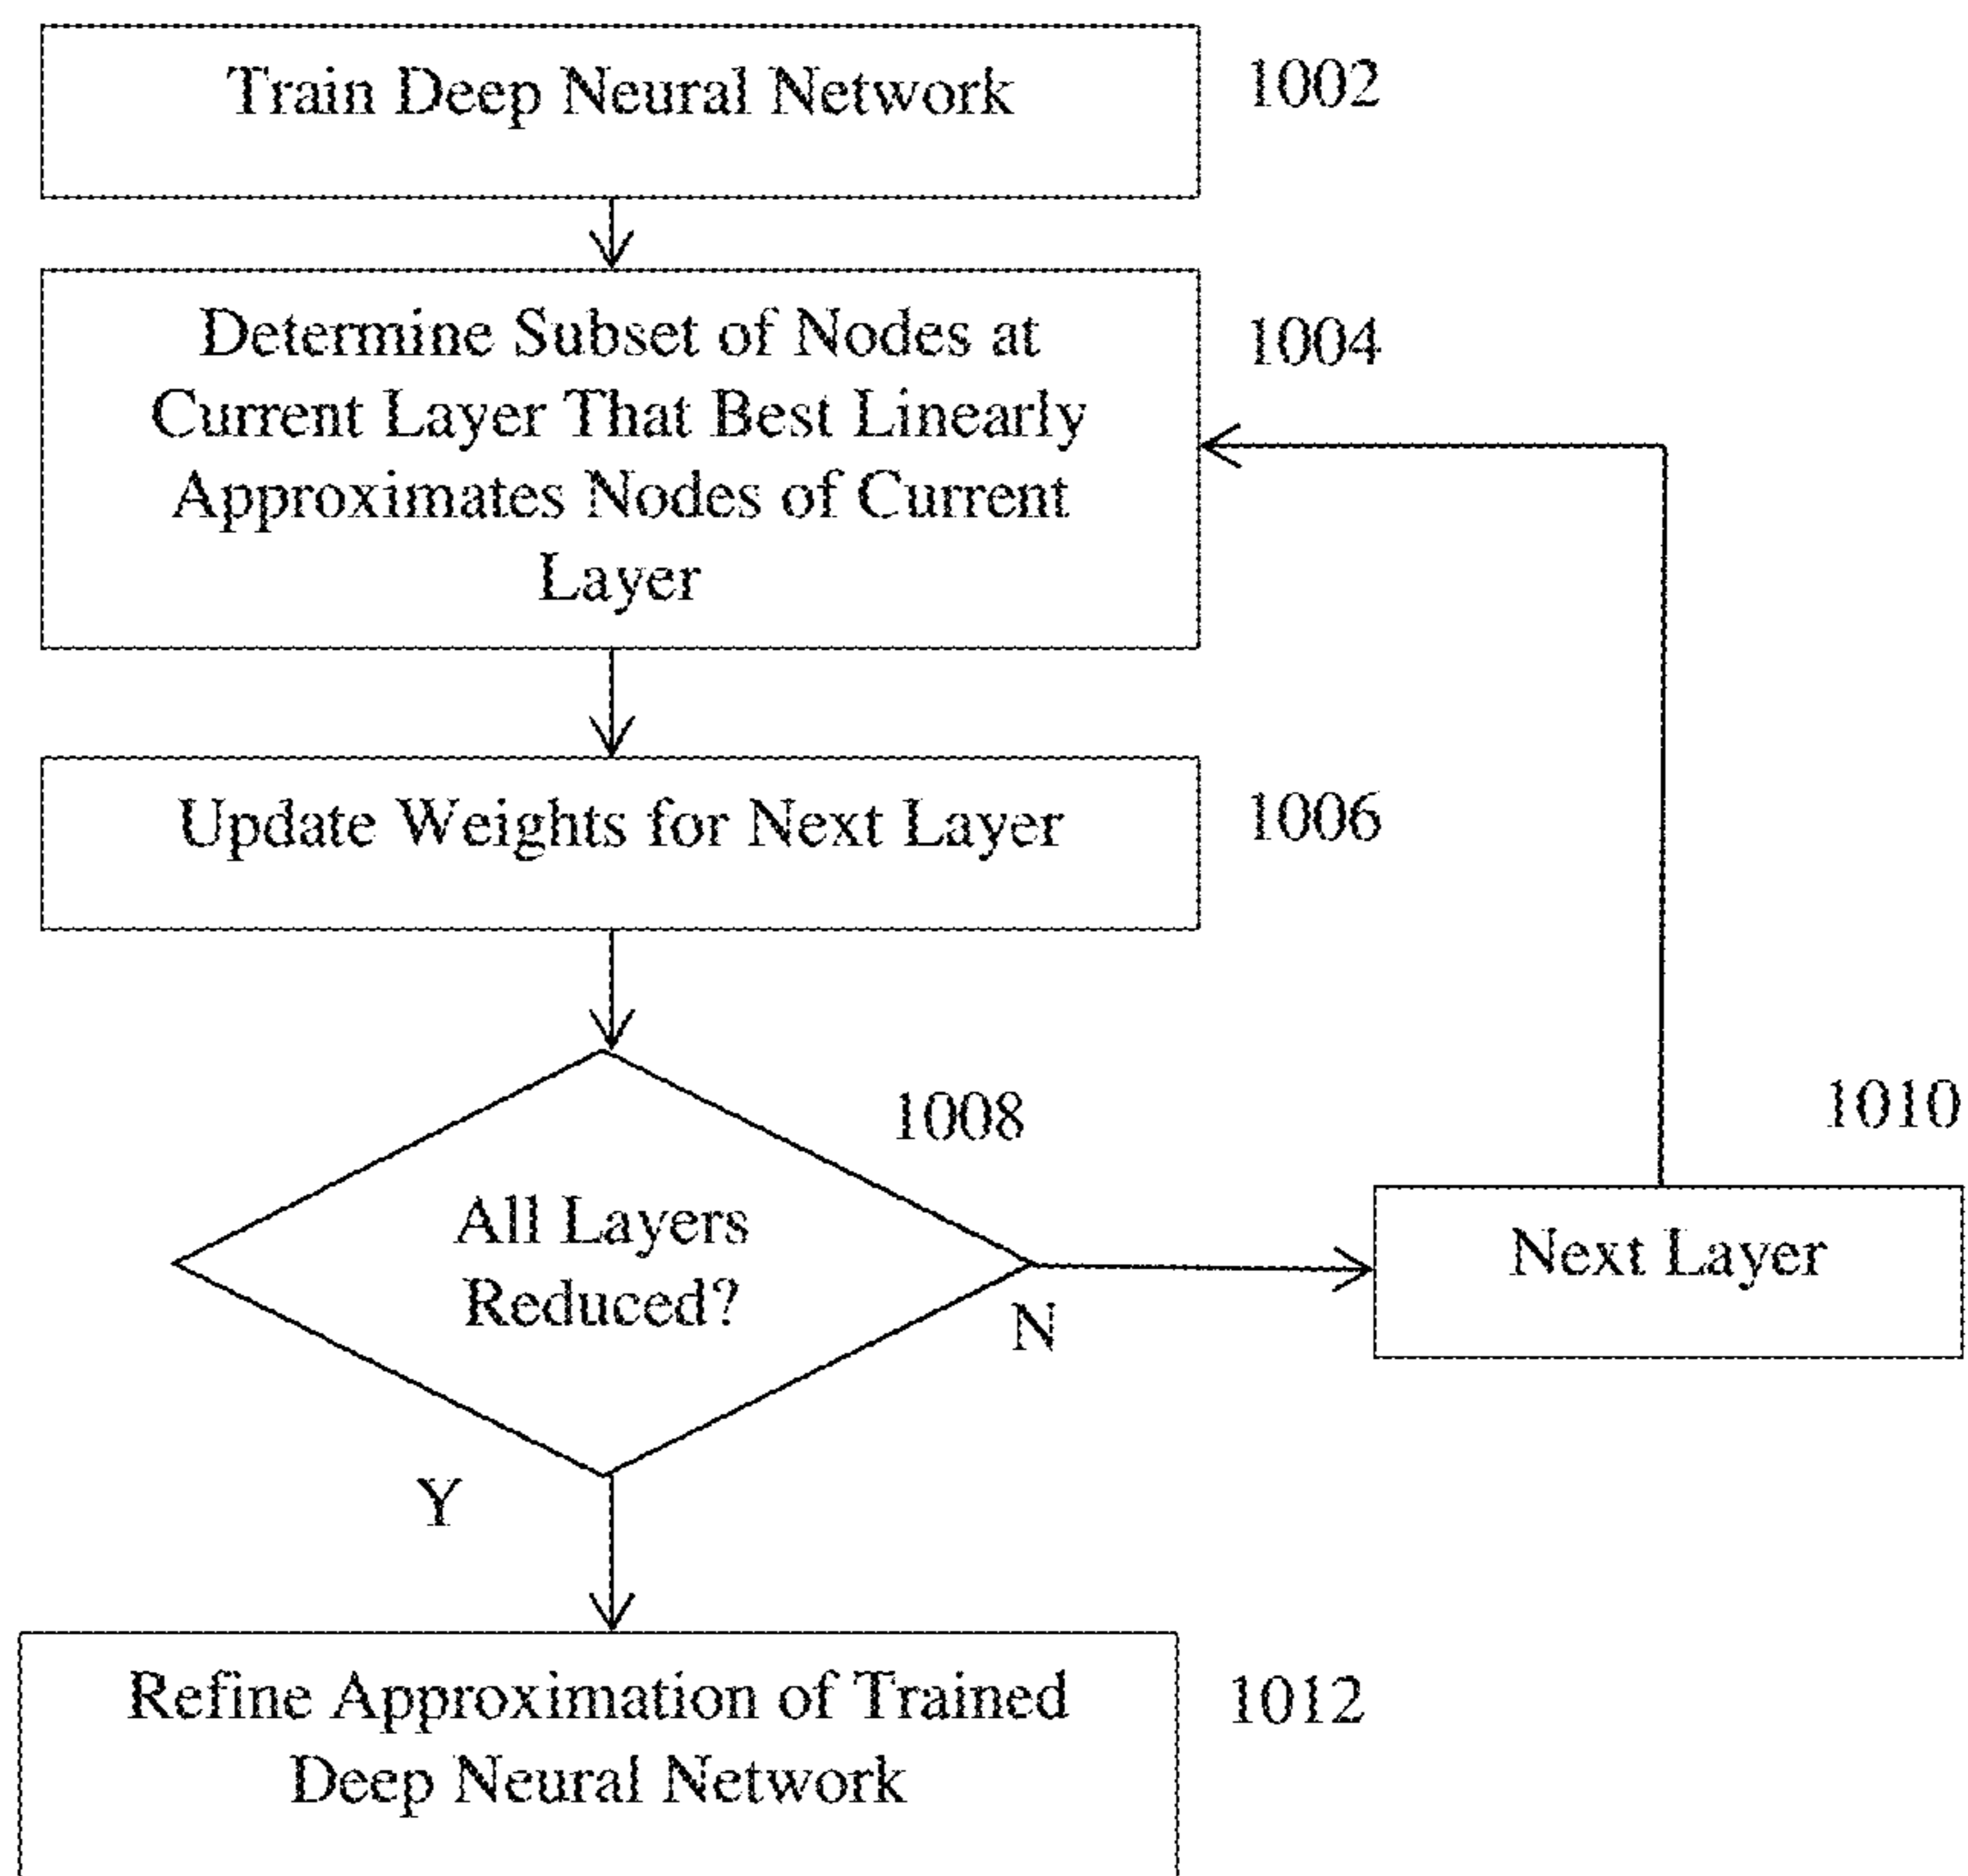 Train Deep Neural Network
1002
Determine Subset of Nodes at
Current Layer That Best Linearly
Approximates Nodes of Current
Layer
1004
Update Weights for Next Layer
1006
All Layers
Reduced?
1008
N
Next Layer
1010
Y
Refine Approximation of Trained
Deep Neural Network
1012